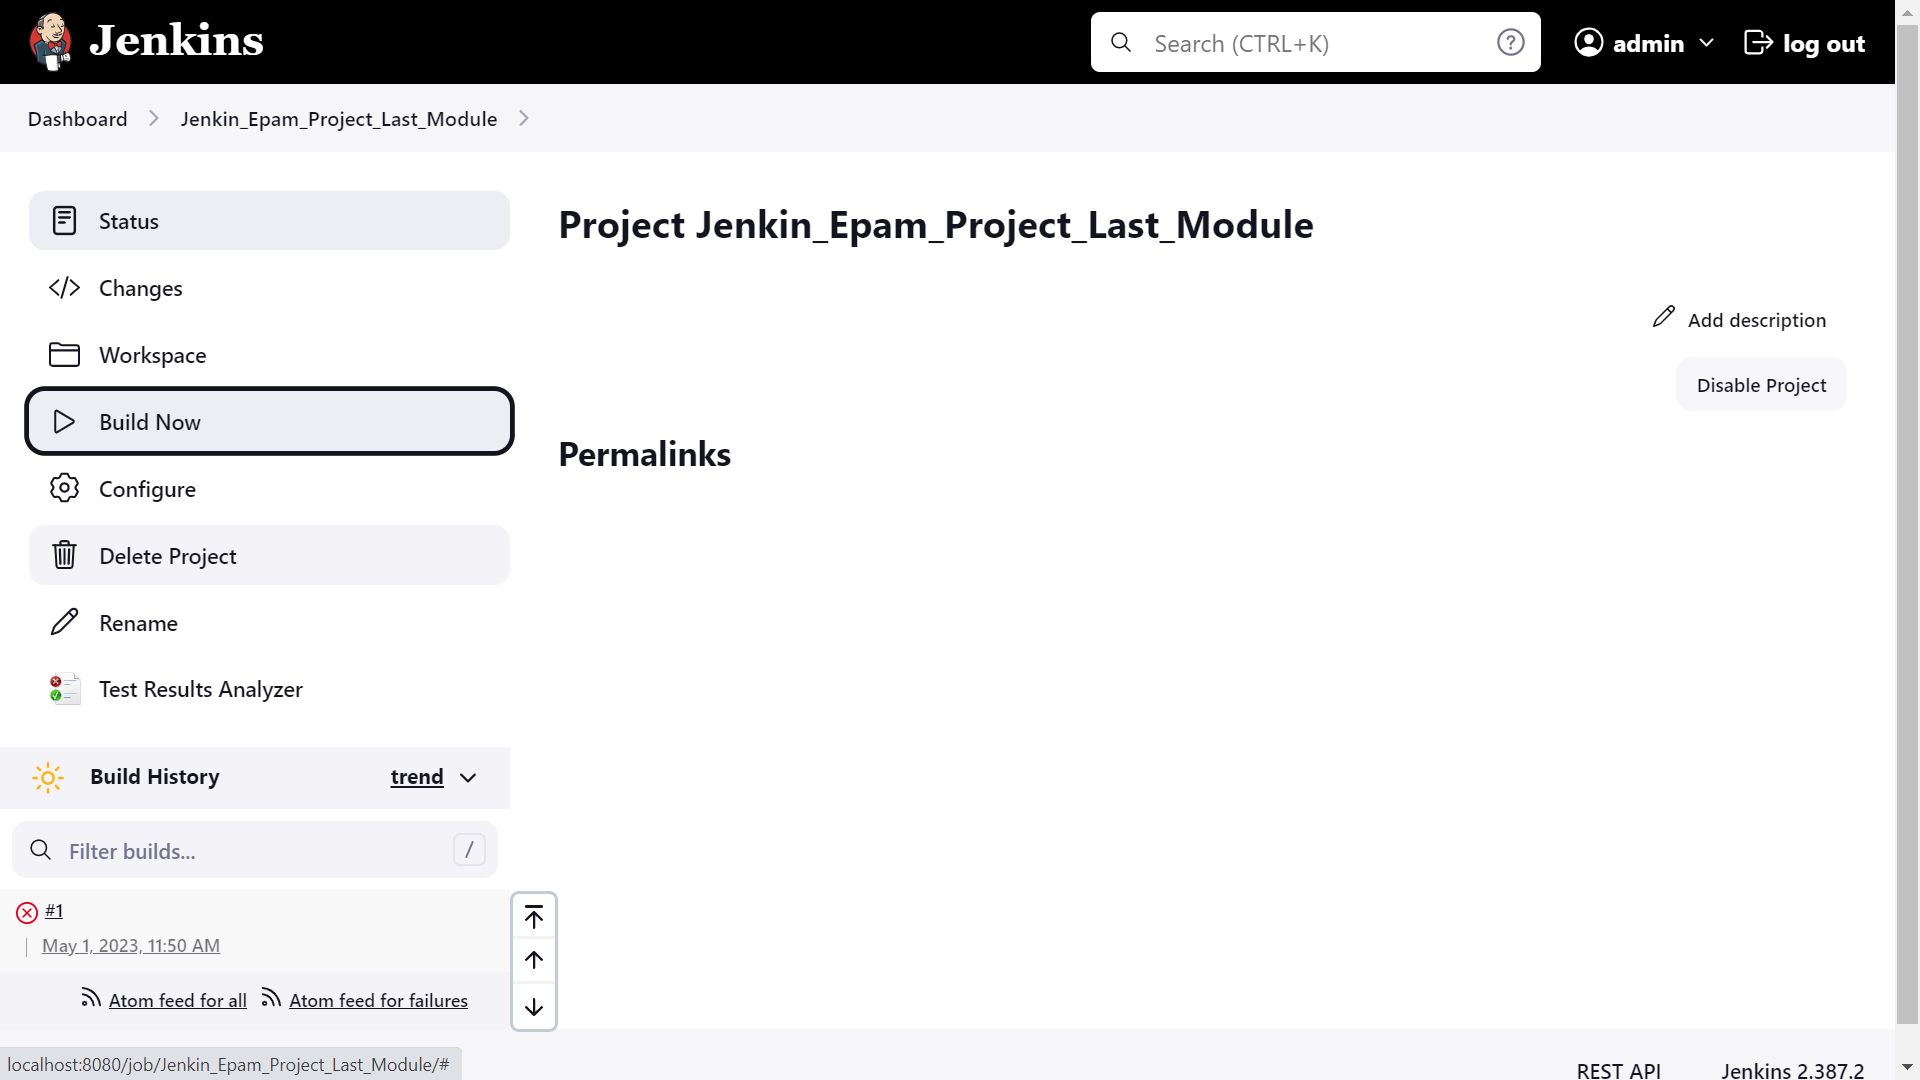 Jenkins
Search (CTRL+K)
admin
log out
Dashboard
Jenkin_Epam_Project_Last_Module
Status
Changes
Workspace
Build Now
Configure
Delete Project
Rename
Test Results Analyzer
Project Jenkin_Epam_Project_Last_Module
Add description
Disable Project
Permalinks
Build History
trend
Filter builds...
/
#1
May 1, 2023, 11:50 AM
Atom feed for all
Atom feed for failures
localhost:8080/job/Jenkin_Epam_Project_Last_Module/#
REST API
Jenkins 2.387.2